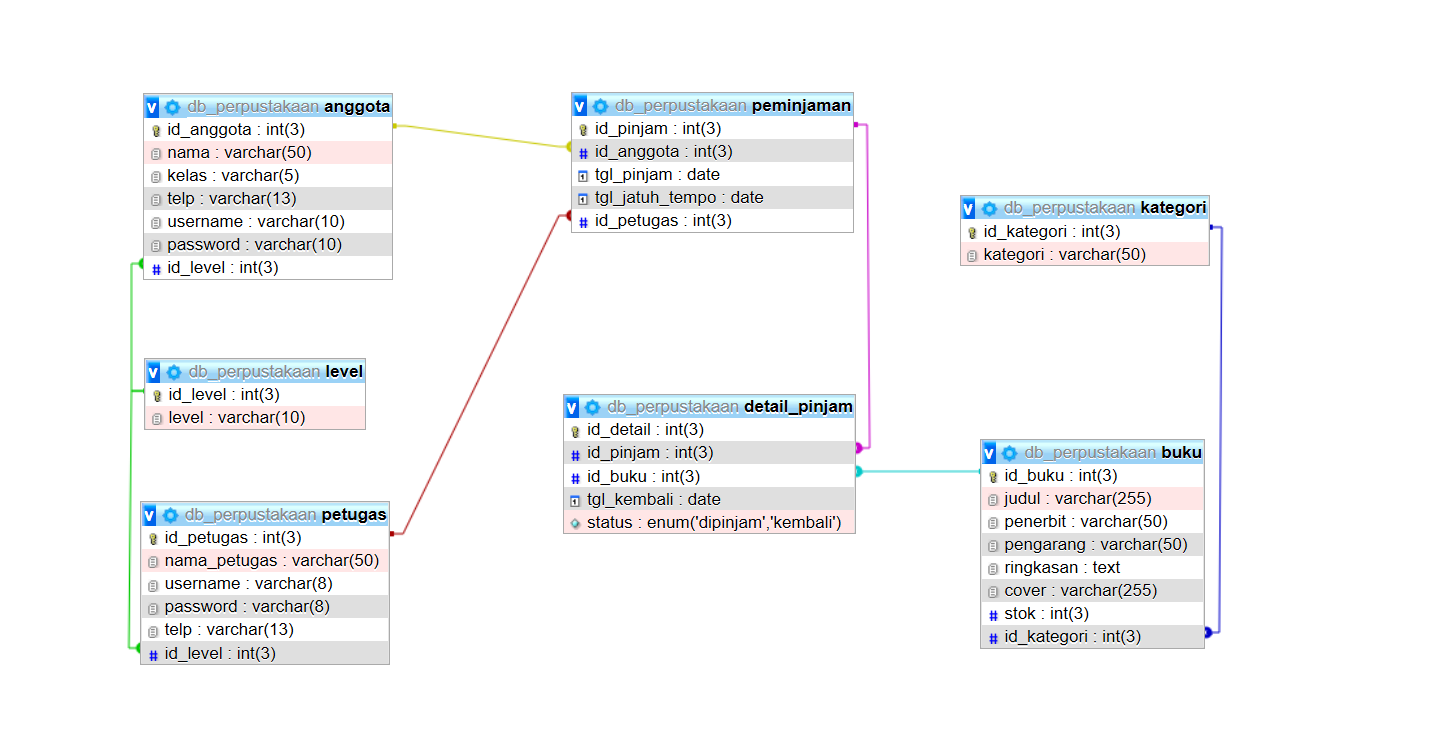 db_perpustakaan anggota
id_anggota : int(3)
nama : varchar(50)
kelas : varchar(5)
telp : varchar(13)
username : varchar(10)
password : varchar(10)
id_level : int(3)
db_perpustakaan level
id_level : int(3)
level : varchar(10)
db_perpustakaan petugas
id_petugas : int(3)
nama_petugas : varchar(50)
username : varchar(8)
password : varchar(8)
telp : varchar(13)
id_level : int(3)
db_perpustakaan peminjaman
id_pinjam : int(3)
id_anggota : int(3)
tgl_pinjam : date
tgl_jatuh_tempo : date
id_petugas : int(3)
db_perpustakaan detail_pinjam
id_detail : int(3)
id_pinjam : int(3)
id_buku : int(3)
tgl_kembali : date
status : enum('dipinjam','kembali')
db_perpustakaan kategori
id_kategori : int(3)
kategori : varchar(50)
db_perpustakaan buku
id_buku : int(3)
judul : varchar(255)
penerbit : varchar(50)
pengarang : varchar(50)
ringkasan : text
cover : varchar(255)
stok : int(3)
id_kategori : int(3)